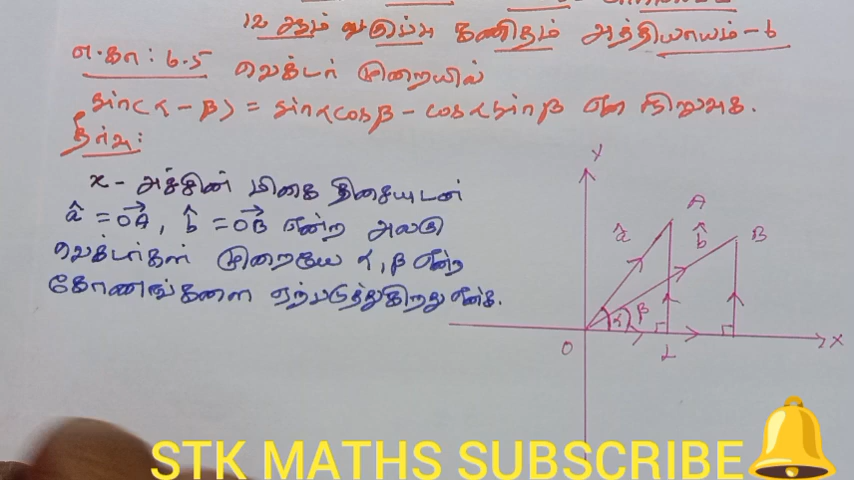 12 ஆம் வகுப்பு கணிதம் அத்தியாயம் - 6
எ.கா : 6.5 வெக்டர் முறையில்
sin(α - β) = sinα cosβ - cosα sinβ என நிறுவுக.
தீர்வு :
x - அச்சின் மிகை திசையுடன்
â = OA⃗, b̂ = OB⃗ என்ற அலகு
வெக்டர்கள் முறையே α, β என்ற
கோணங்களை ஏற்படுத்துகிறது என்க.
Y
A
â b̂ B
α β
O L X
STK MATHS SUBSCRIBE